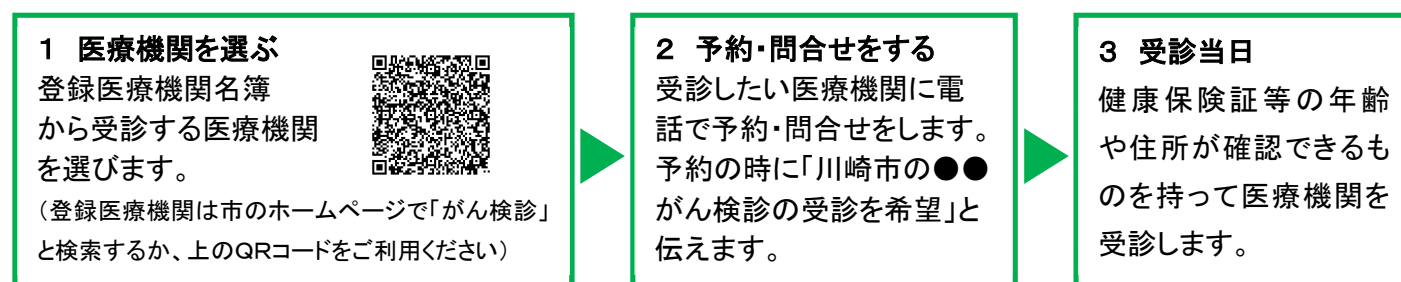 1 医療機関を選ぶ
登録医療機関名簿
から受診する医療機関
を選びます。
(登録医療機関は市のホームページで「がん検診」
と検索するか、上のQRコードをご利用ください)
2 予約・問合せをする
受診したい医療機関に電
話で予約・問合せをします。
予約の時に「川崎市の●●
がん検診の受診を希望」と
伝えます。
3 受診当日
健康保険証等の年齢
や住所が確認できるも
のを持って医療機関を
受診します。